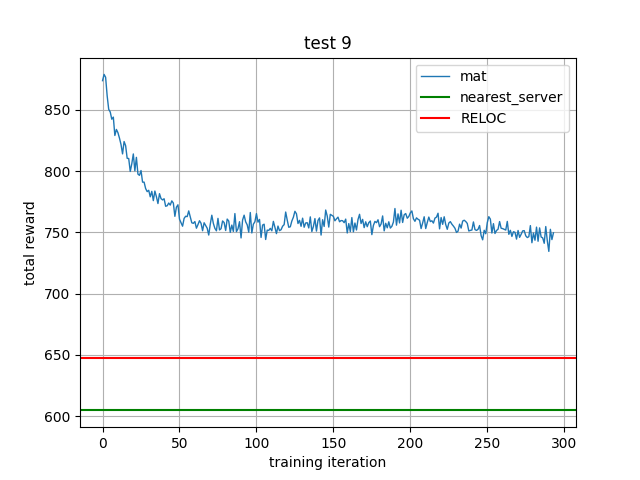 test 9
mat
nearest_server
RELOC
total reward
850
800
750
700
650
600
0 50 100 150 200 250 300
training iteration